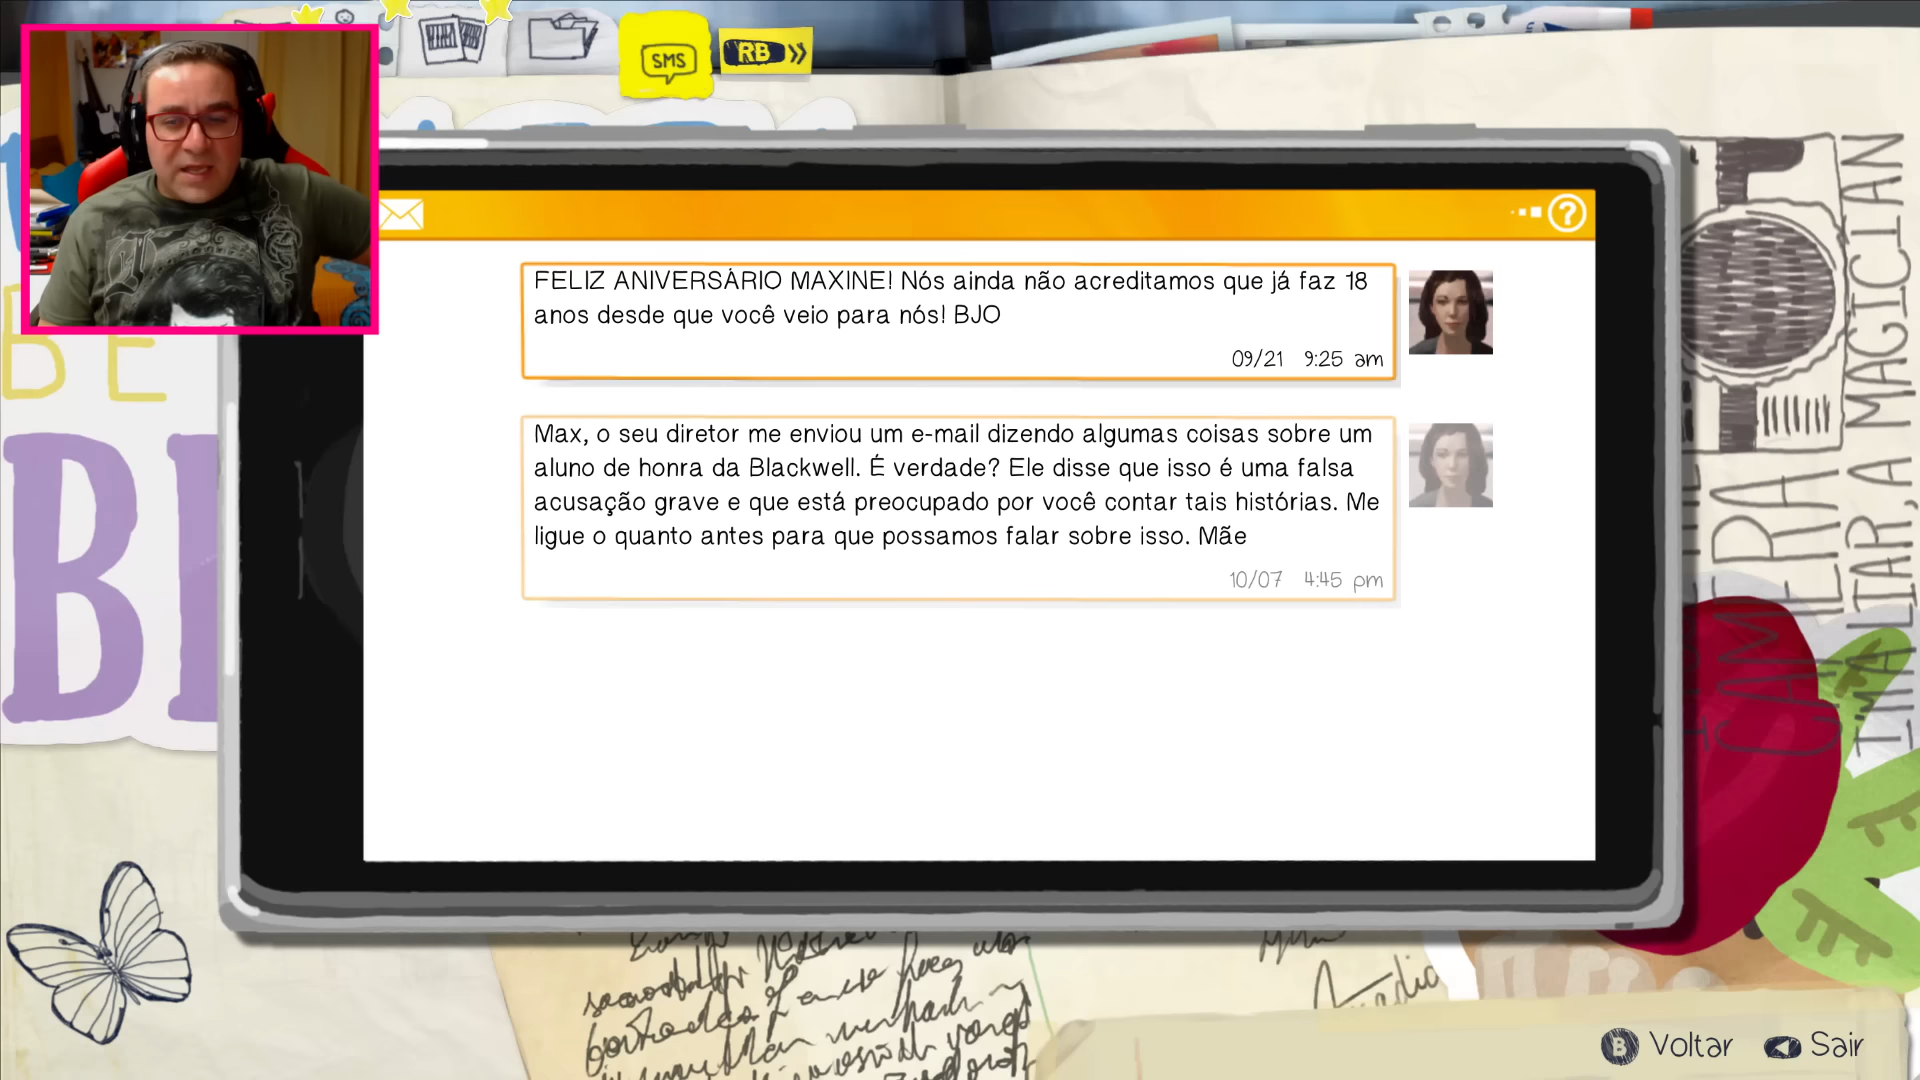 SMS
RB
FELIZ ANIVERSÁRIO MAXINE! Nós ainda não acreditamos que já faz 18
anos desde que você veio para nós! BJO
09/21 9:25 am
Max, o seu diretor me enviou um e-mail dizendo algumas coisas sobre um
aluno de honra da Blackwell. É verdade? Ele disse que isso é uma falsa
acusação grave e que está preocupado por você contar tais histórias. Me
ligue o quanto antes para que possamos falar sobre isso. Mãe
10/07 4:45 pm
BE
B
CAMERA
LIAR, A MAGICIAN
B Voltar
Sair